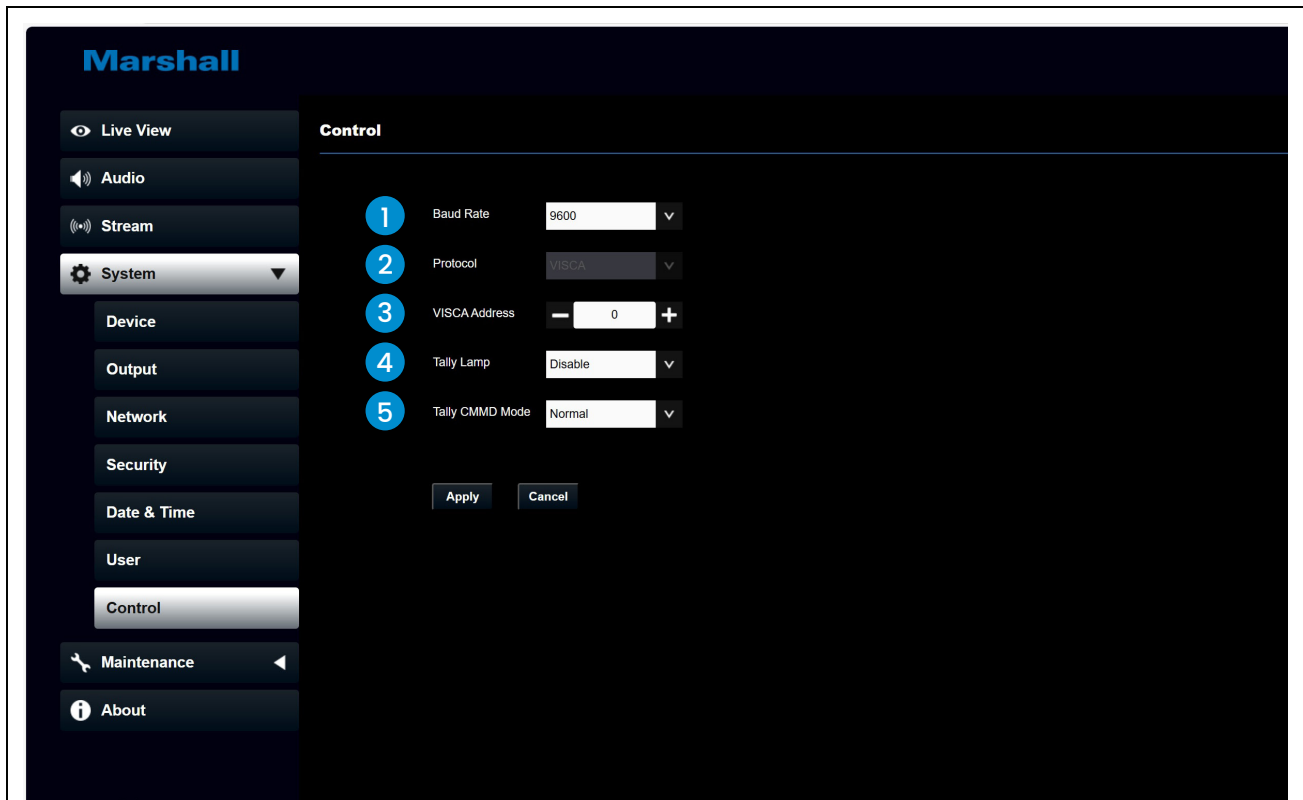 Marshall
Live View
Audio
Stream
System
Device
Output
Network
Security
Date & Time
User
Control
Maintenance
About
Control
1 Baud Rate 9600
2 Protocol VISCA
3 VISCA Address 0
4 Tally Lamp Disable
5 Tally CMMD Mode Normal
Apply Cancel